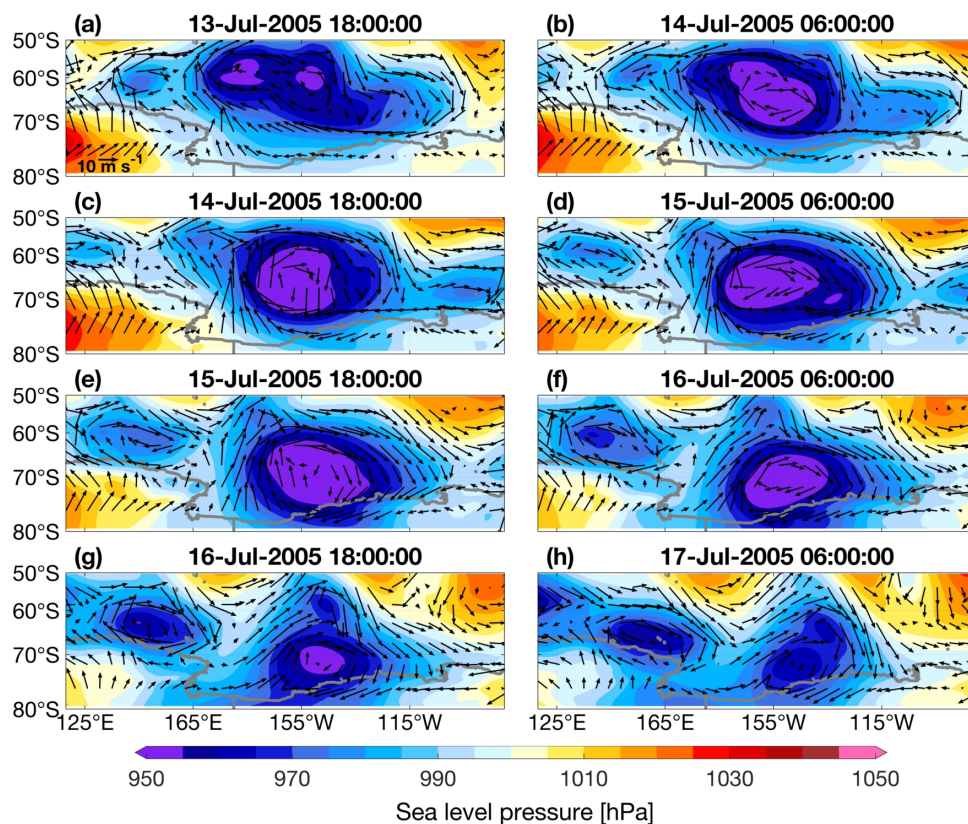 (a) 13-Jul-2005 18:00:00
(b) 14-Jul-2005 06:00:00
50°S
60°S
70°S
80°S
10 m s-1
(c) 14-Jul-2005 18:00:00
(d) 15-Jul-2005 06:00:00
50°S
60°S
70°S
80°S
(e) 15-Jul-2005 18:00:00
(f) 16-Jul-2005 06:00:00
50°S
60°S
70°S
80°S
(g) 16-Jul-2005 18:00:00
(h) 17-Jul-2005 06:00:00
50°S
60°S
70°S
80°S
125°E 165°E 155°W 115°W
125°E 165°E 155°W 115°W
950 970 990 1010 1030 1050
Sea level pressure [hPa]